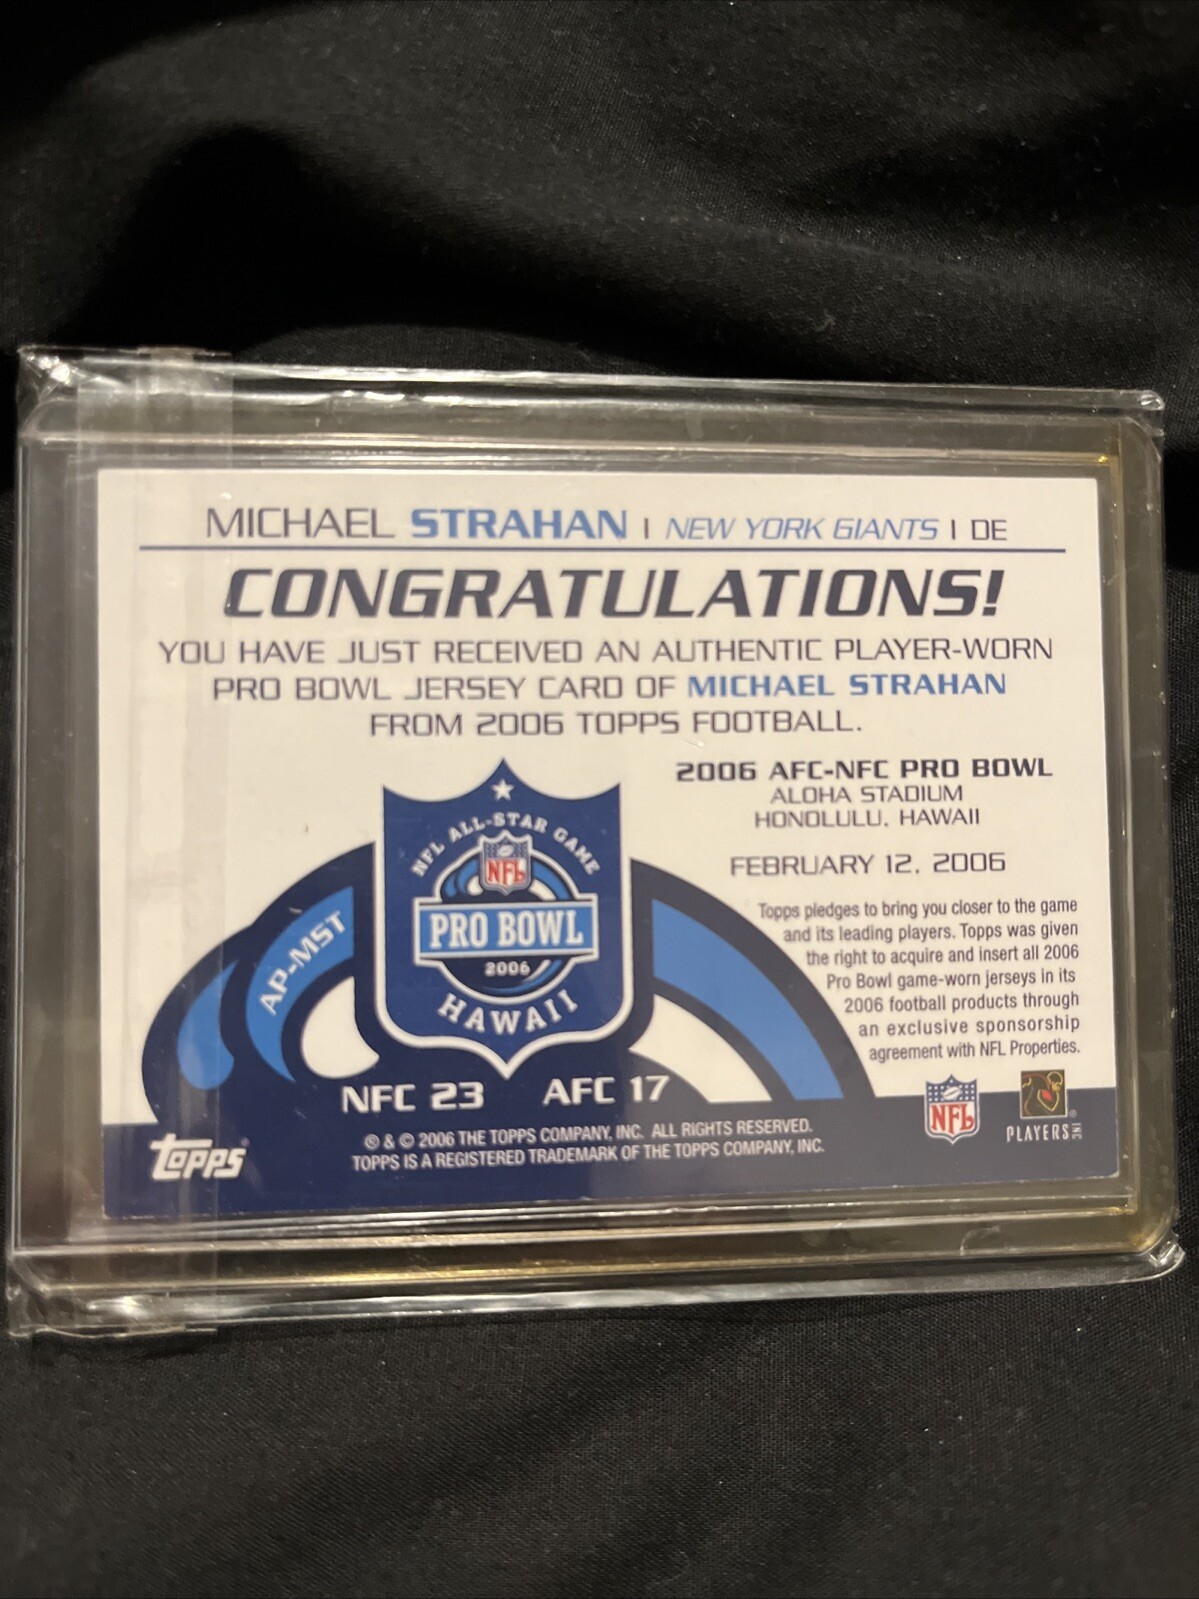 MICHAEL STRAHAN | NEW YORK GIANTS | DE
CONGRATULATIONS!
YOU HAVE JUST RECEIVED AN AUTHENTIC PLAYER-WORN
PRO BOWL JERSEY CARD OF MICHAEL STRAHAN
FROM 2006 TOPPS FOOTBALL.
2006 AFC-NFC PRO BOWL
ALOHA STADIUM
HONOLULU, HAWAII
FEBRUARY 12, 2006
NFL ALL-STAR GAME
NFL
PRO BOWL
2006
HAWAII
AP-MST
Topps pledges to bring you closer to the game
and its leading players. Topps was given
the right to acquire and insert all 2006
Pro Bowl game-worn jerseys in its
2006 football products through
an exclusive sponsorship
agreement with NFL Properties.
NFC 23 AFC 17
Topps®
® & © 2006 THE TOPPS COMPANY, INC. ALL RIGHTS RESERVED.
TOPPS IS A REGISTERED TRADEMARK OF THE TOPPS COMPANY, INC.
NFL
PLAYERS INC ®